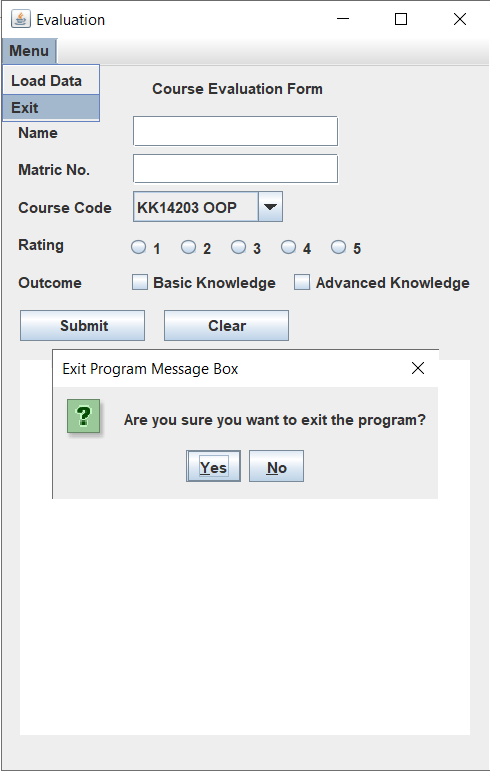 Evaluation
Menu
Load Data
Exit
Course Evaluation Form
Name
Matric No.
Course Code KK14203 OOP
Rating 1 2 3 4 5
Outcome Basic Knowledge Advanced Knowledge
Submit Clear
Exit Program Message Box
? Are you sure you want to exit the program?
Yes No